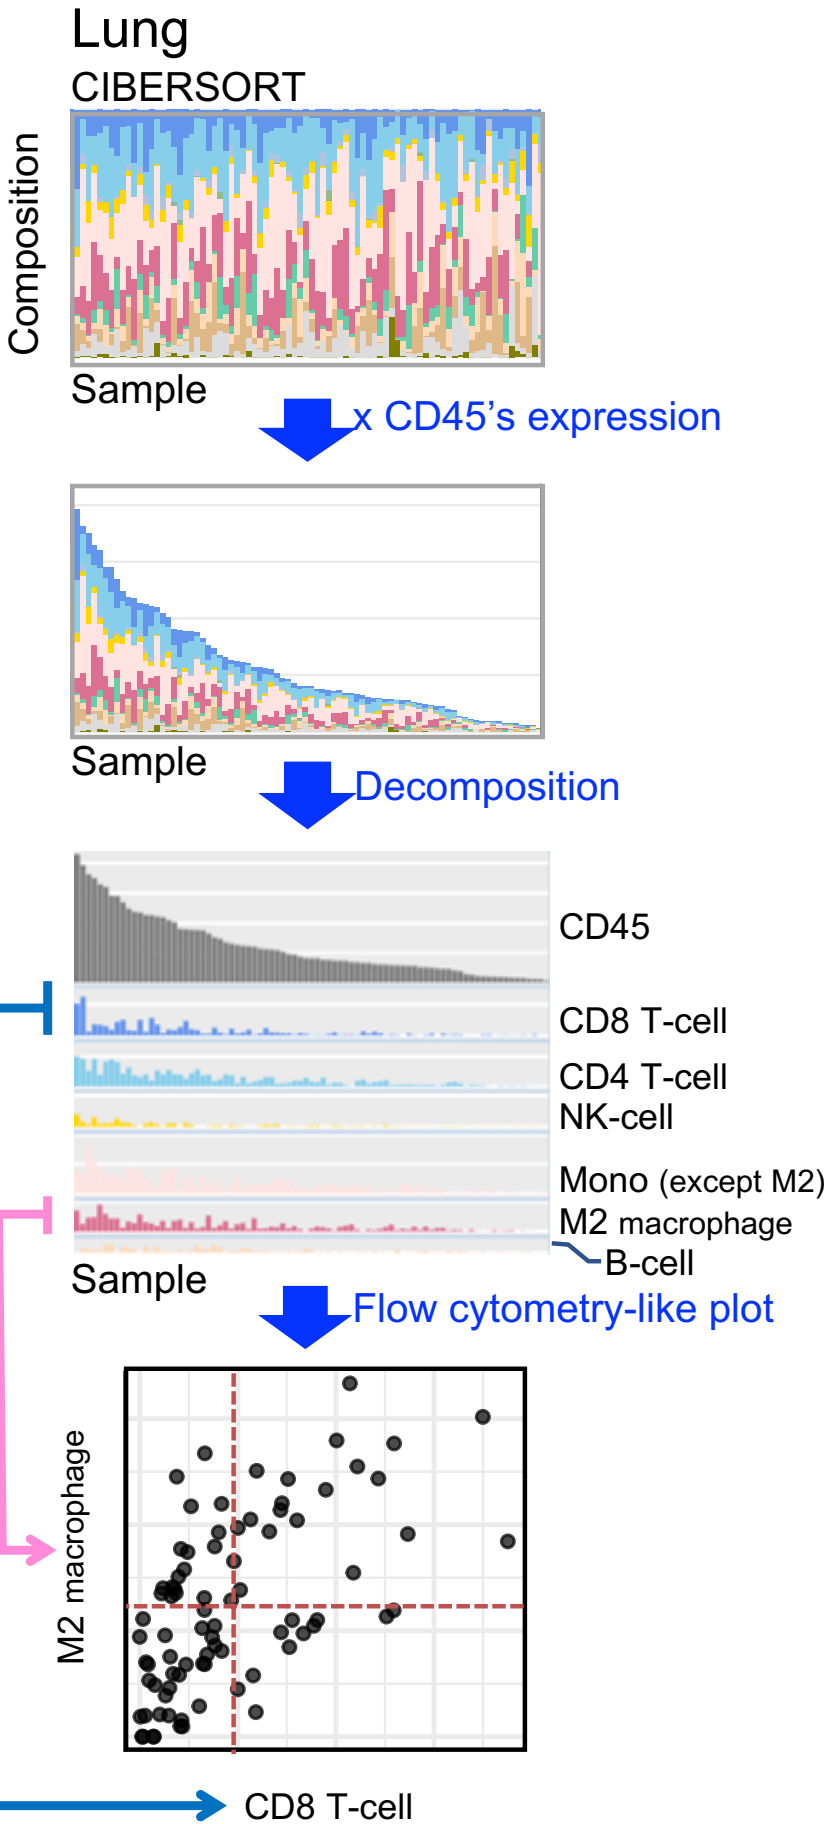 Lung
CIBERSORT
Composition
Sample
x CD45's expression
Sample
Decomposition
CD45
CD8 T-cell
CD4 T-cell
NK-cell
Mono (except M2)
M2 macrophage
B-cell
Sample
Flow cytometry-like plot
M2 macrophage
CD8 T-cell